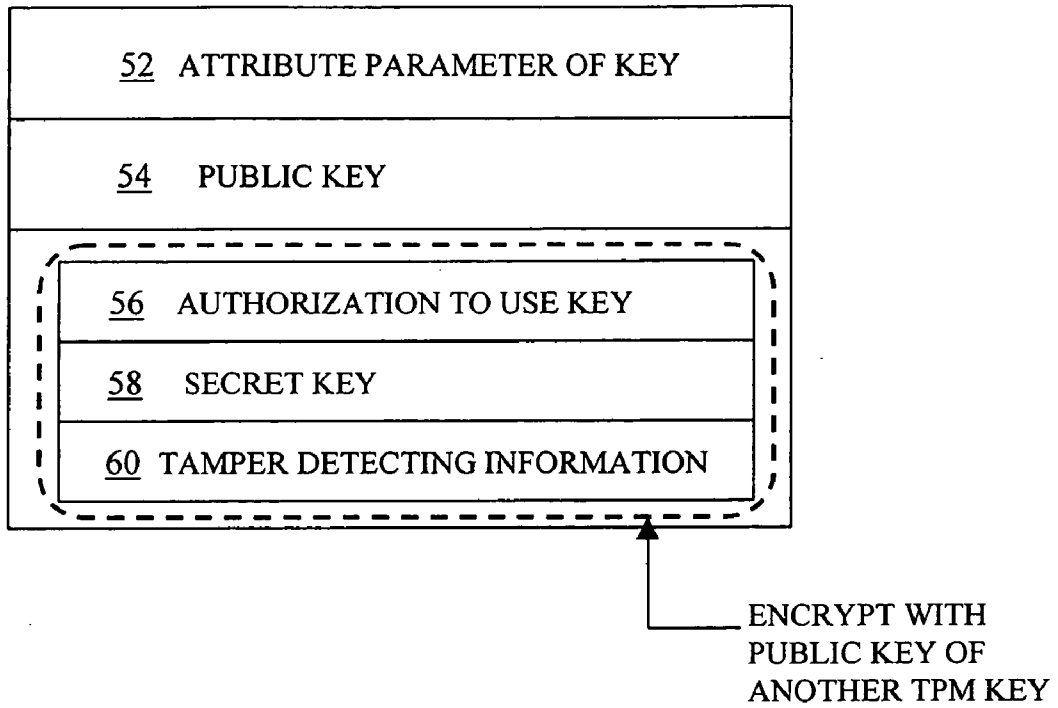 52 ATTRIBUTE PARAMETER OF KEY
54 PUBLIC KEY
56 AUTHORIZATION TO USE KEY
58 SECRET KEY
60 TAMPER DETECTING INFORMATION
ENCRYPT WITH
PUBLIC KEY OF
ANOTHER TPM KEY